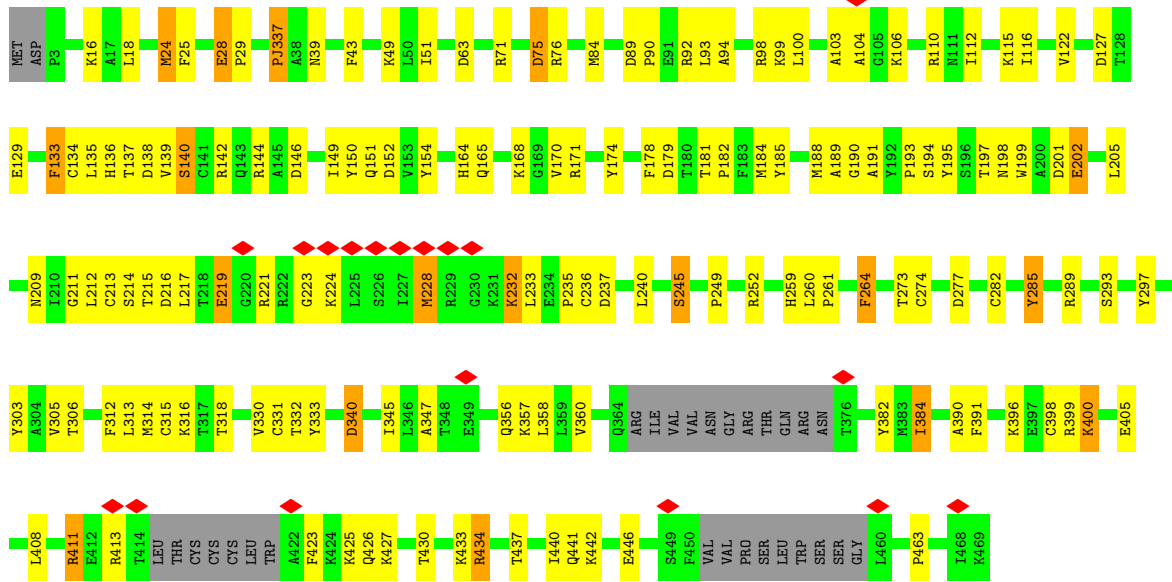 MET ASP P3 K16 A17 L18 M24 F25 E28 P29 PJ337 A38 N39 F43 K49 L50 I51 D63 R71 D75 R76 M84 D89 P90 E91 R92 L93 A94 R98 K99 L100 A103 A104 G105 K106 R110 N111 I112 K115 I116 V122 D127 T128
E129 F133 C134 L135 H136 T137 D138 V139 S140 C141 R142 Q143 R144 A145 D146 I149 Y150 Q151 D152 V153 Y154 H164 Q165 K168 G169 V170 R171 Y174 F178 D179 T180 T181 P182 F183 M184 Y185 M188 A189 G190 A191 Y192 P193 S194 Y195 S196 T197 N198 W199 A200 D201 E202 L205
N209 I210 G211 L212 C213 S214 T215 D216 L217 T218 E219 G220 R221 R222 G223 K224 L225 S226 I227 M228 R229 G230 K231 K232 L233 E234 P235 C236 D237 L240 S245 P249 R252 H259 L260 P261 F264 T273 C274 D277 C282 Y285 R289 S293 Y297
Y303 A304 V305 T306 F312 L313 M314 C315 K316 T317 T318 V330 C331 T332 Y333 D340 I345 L346 A347 T348 E349 Q356 K357 L358 L359 V360 Q364 ARG ILE VAL VAL ASN GLY ARG THR GLN ARG ASN T376 Y382 M383 I384 A390 F391 K396 E397 C398 R399 K400 E405
L408 R411 E412 R413 T414 LEU THR CYS CYS CYS LEU TRP A422 F423 K424 K425 Q426 K427 T430 K433 R434 T437 I440 Q441 K442 E446 S449 F450 VAL VAL PRO SER LEU TRP SER SER GLY L460 P463 I468 K469